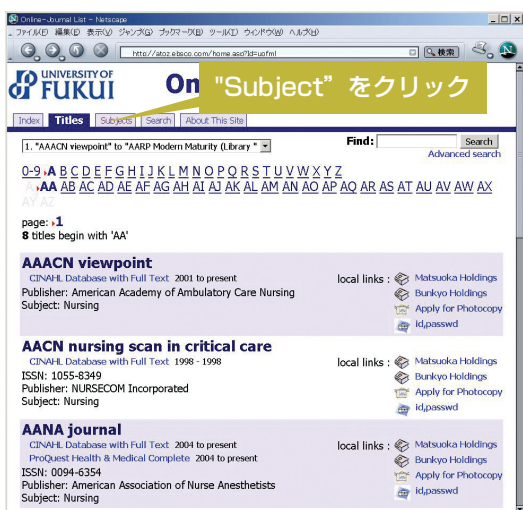 Online-Journal List - Netscape
ファイル(F) 編集(E) 表示(V) ジャンプ(G) ブックマーク(B) ツール(T) ウィンドウ(W) ヘルプ(H)
http://atoz.ebsco.com/home.asp?Id=uofmi
検索
UNIVERSITY OF
FUKUI
On
"Subject”をクリック
Index Titles Subjects Search About This Site
1. "AAACN viewpoint" to "AARP Modern Maturity (Library "
Find: Search
Advanced search
0-9 A B C D E F G H I J K L M N O P Q R S T U V W X Y Z
A AA AB AC AD AE AF AG AH AI AJ AK AL AM AN AO AP AQ AR AS AT AU AV AW AX
AY AZ
page: 1
8 titles begin with 'AA'
AAACN viewpoint
CINAHL Database with Full Text 2001 to present
Publisher: American Academy of Ambulatory Care Nursing
Subject: Nursing
local links : Matsuoka Holdings
Bunkyo Holdings
Apply for Photocopy
id,passwd
AACN nursing scan in critical care
CINAHL Database with Full Text 1998 - 1998
ISSN: 1055-8349
Publisher: NURSECOM Incorporated
Subject: Nursing
local links : Matsuoka Holdings
Bunkyo Holdings
Apply for Photocopy
id,passwd
AANA journal
CINAHL Database with Full Text 2004 to present
ProQuest Health & Medical Complete 2004 to present
ISSN: 0094-6354
Publisher: American Association of Nurse Anesthetists
Subject: Nursing
local links : Matsuoka Holdings
Bunkyo Holdings
Apply for Photocopy
id,passwd